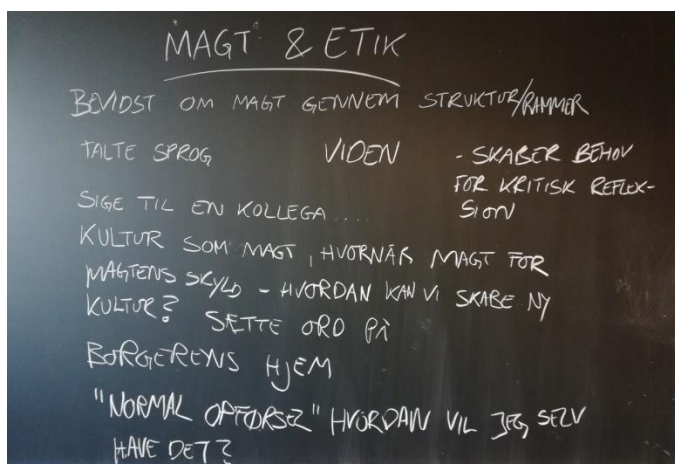 "MAGT" & ETIK
BEVIDST OM MAGT GENNEM STRUKTUR/RAMMER
TALTE SPROG VIDEN - SKABER BEHOV
FOR KRITISK REFLEK-
SION
SIGE TIL EN KOLLEGA....
KULTUR SOM MAGT, HVORNÅR MAGT FOR
MAGTENS SKYLD - HVORDAN KAN VI SKABE NY
KULTUR? SÆTTE ORD PÅ
BORGERENS HJEM
"NORMAL OPFØRSEL" HVORDAN VIL JEG SELV
HAVE DET?